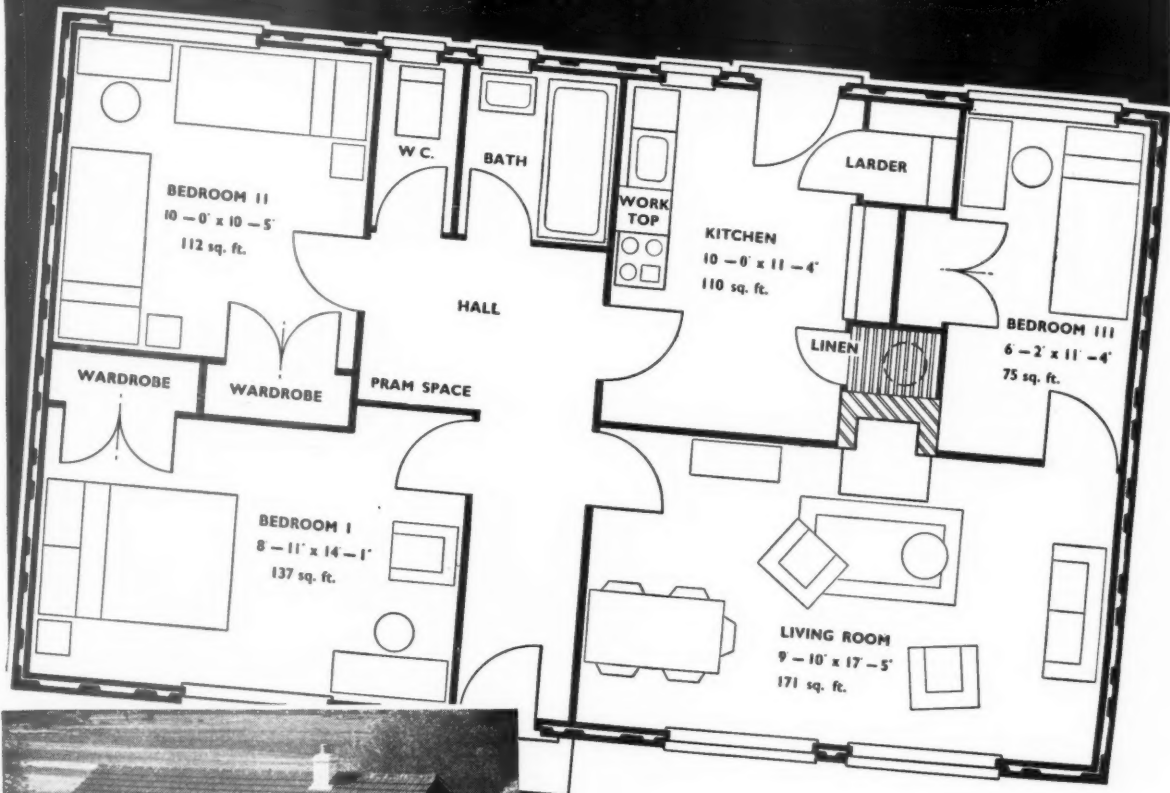 BEDROOM II
10 – 0' x 10 – 5'
112 sq. ft.
W C.
BATH
WORK
TOP
KITCHEN
10 – 0' x 11 – 4'
110 sq. ft.
LARDER
BEDROOM III
6' – 2' x 11' – 4'
75 sq. ft.
LINEN
HALL
WARDROBE
WARDROBE
PRAM SPACE
BEDROOM I
8' – 11' x 14' – 1'
137 sq. ft.
LIVING ROOM
9' – 10' x 17' – 5'
171 sq. ft.